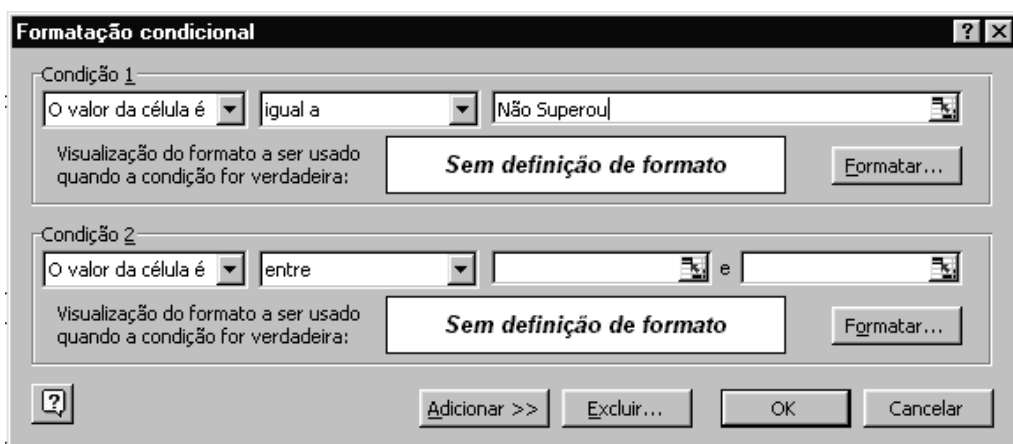 Formatação condicional
Condição 1
O valor da célula é igual a Não Superou
Visualização do formato a ser usado
quando a condição for verdadeira:
Sem definição de formato
Formatar...
Condição 2
O valor da célula é entre e
Visualização do formato a ser usado
quando a condição for verdadeira:
Sem definição de formato
Formatar...
Adicionar >> Excluir... OK Cancelar